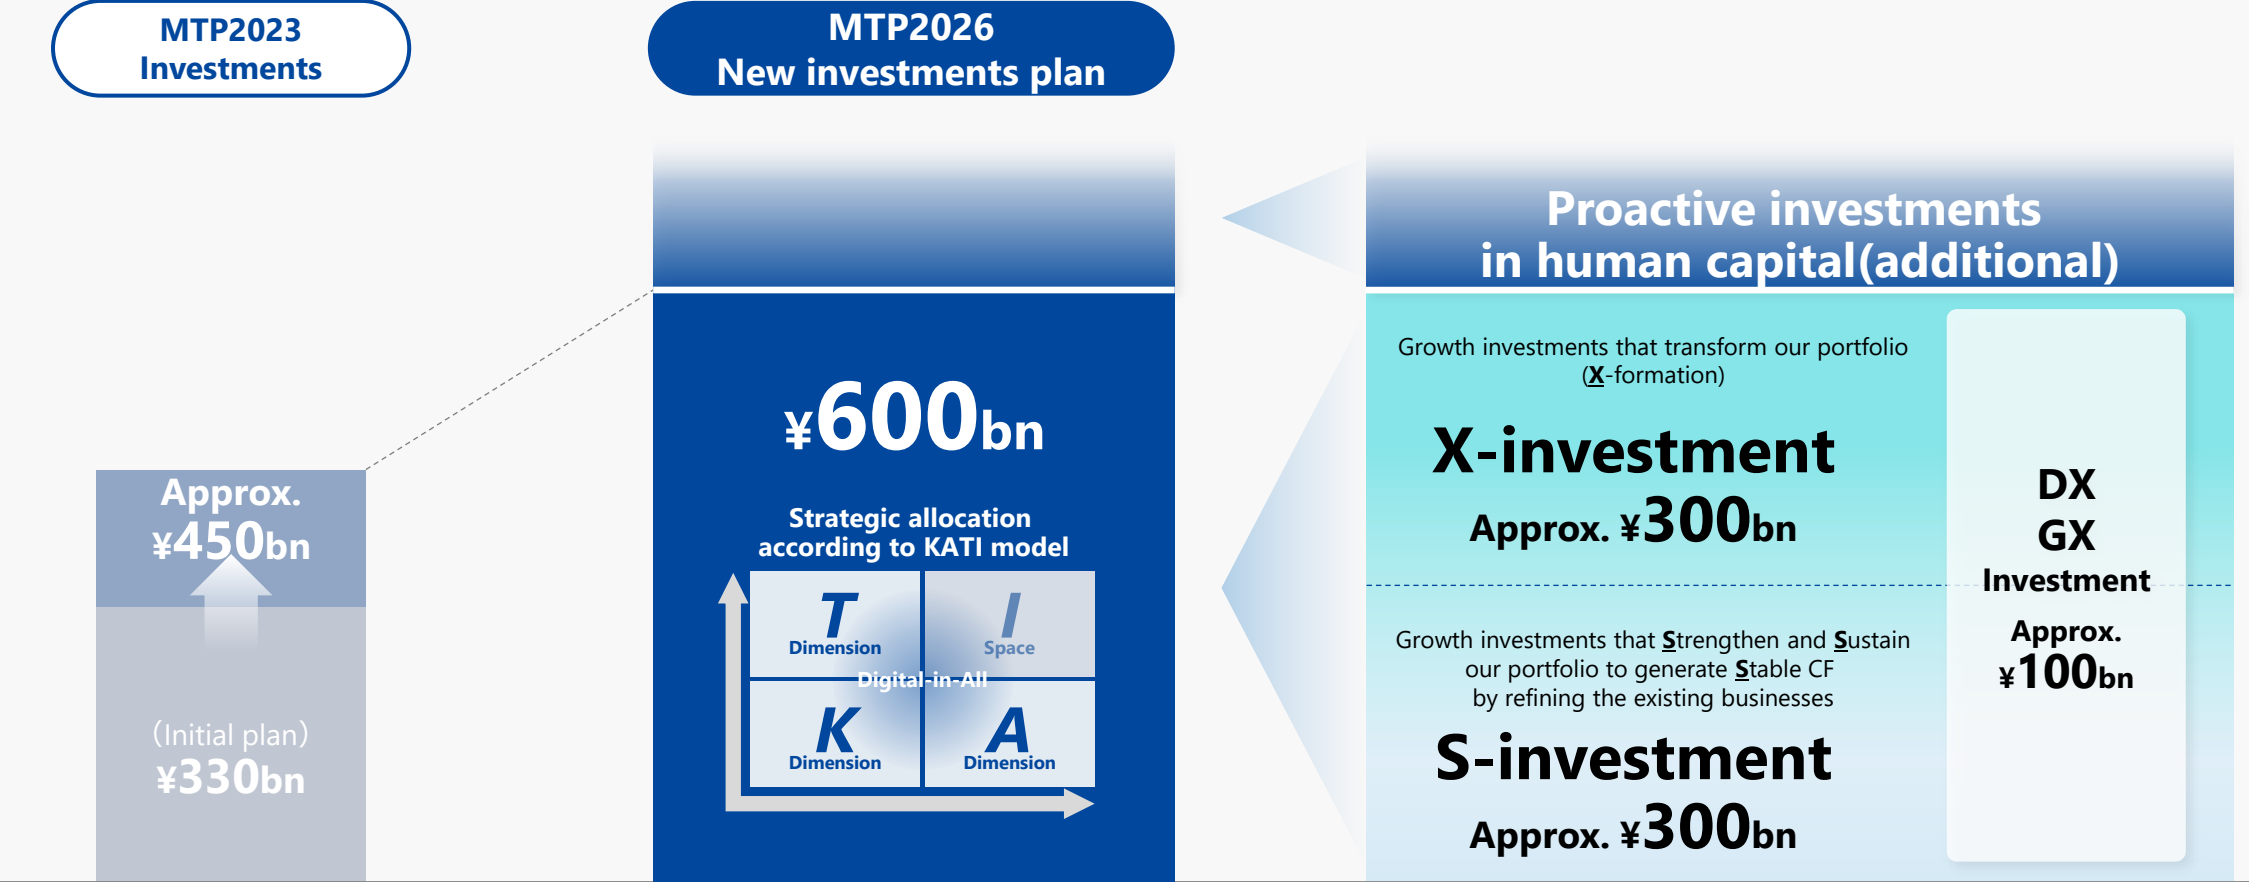 MTP2023
Investments
MTP2026
New investments plan
Approx.
¥450bn
（Initial plan）
¥330bn
¥600bn
Strategic allocation
according to KATI model
T
Dimension
I
Space
Digital-in-All
K
Dimension
A
Dimension
Proactive investments
in human capital(additional)
Growth investments that transform our portfolio
(X-formation)
X-investment
Approx. ¥300bn
Growth investments that Strengthen and Sustain
our portfolio to generate Stable CF
by refining the existing businesses
S-investment
Approx. ¥300bn
DX
GX
Investment
Approx.
¥100bn